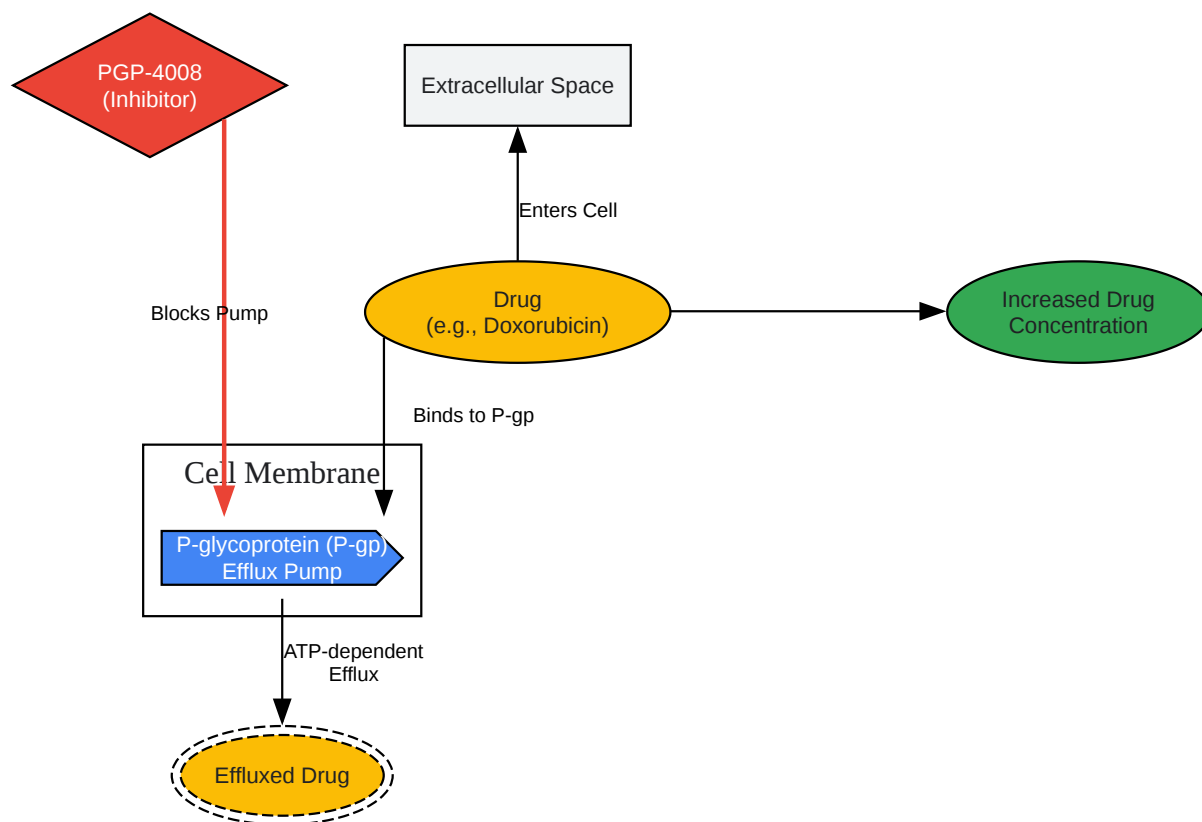 PGP-4008
(Inhibitor)
Extracellular Space
Enters Cell
Drug
(e.g., Doxorubicin)
Increased Drug
Concentration
Blocks Pump
Binds to P-gp
Cell Membrane
P-glycoprotein (P-gp)
Efflux Pump
ATP-dependent
Efflux
Effluxed Drug